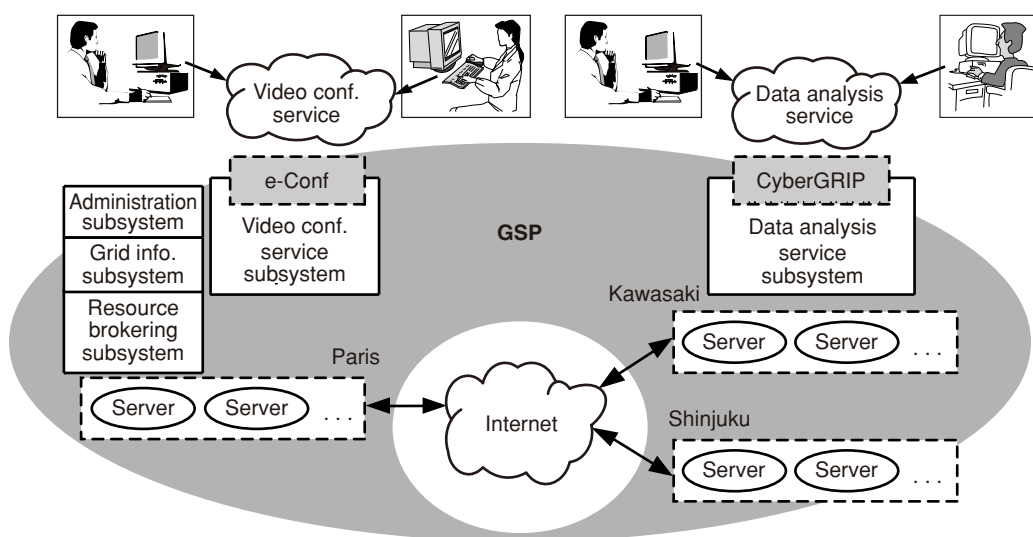 Video conf.
service
Data analysis
service
e-Conf
CyberGRIP
Administration
subsystem
Grid info.
subsystem
Resource
brokering
subsystem
Video conf.
service
subsystem
GSP
Data analysis
service
subsystem
Kawasaki
Server Server ...
Paris
Server Server ...
Internet
Shinjuku
Server Server ...